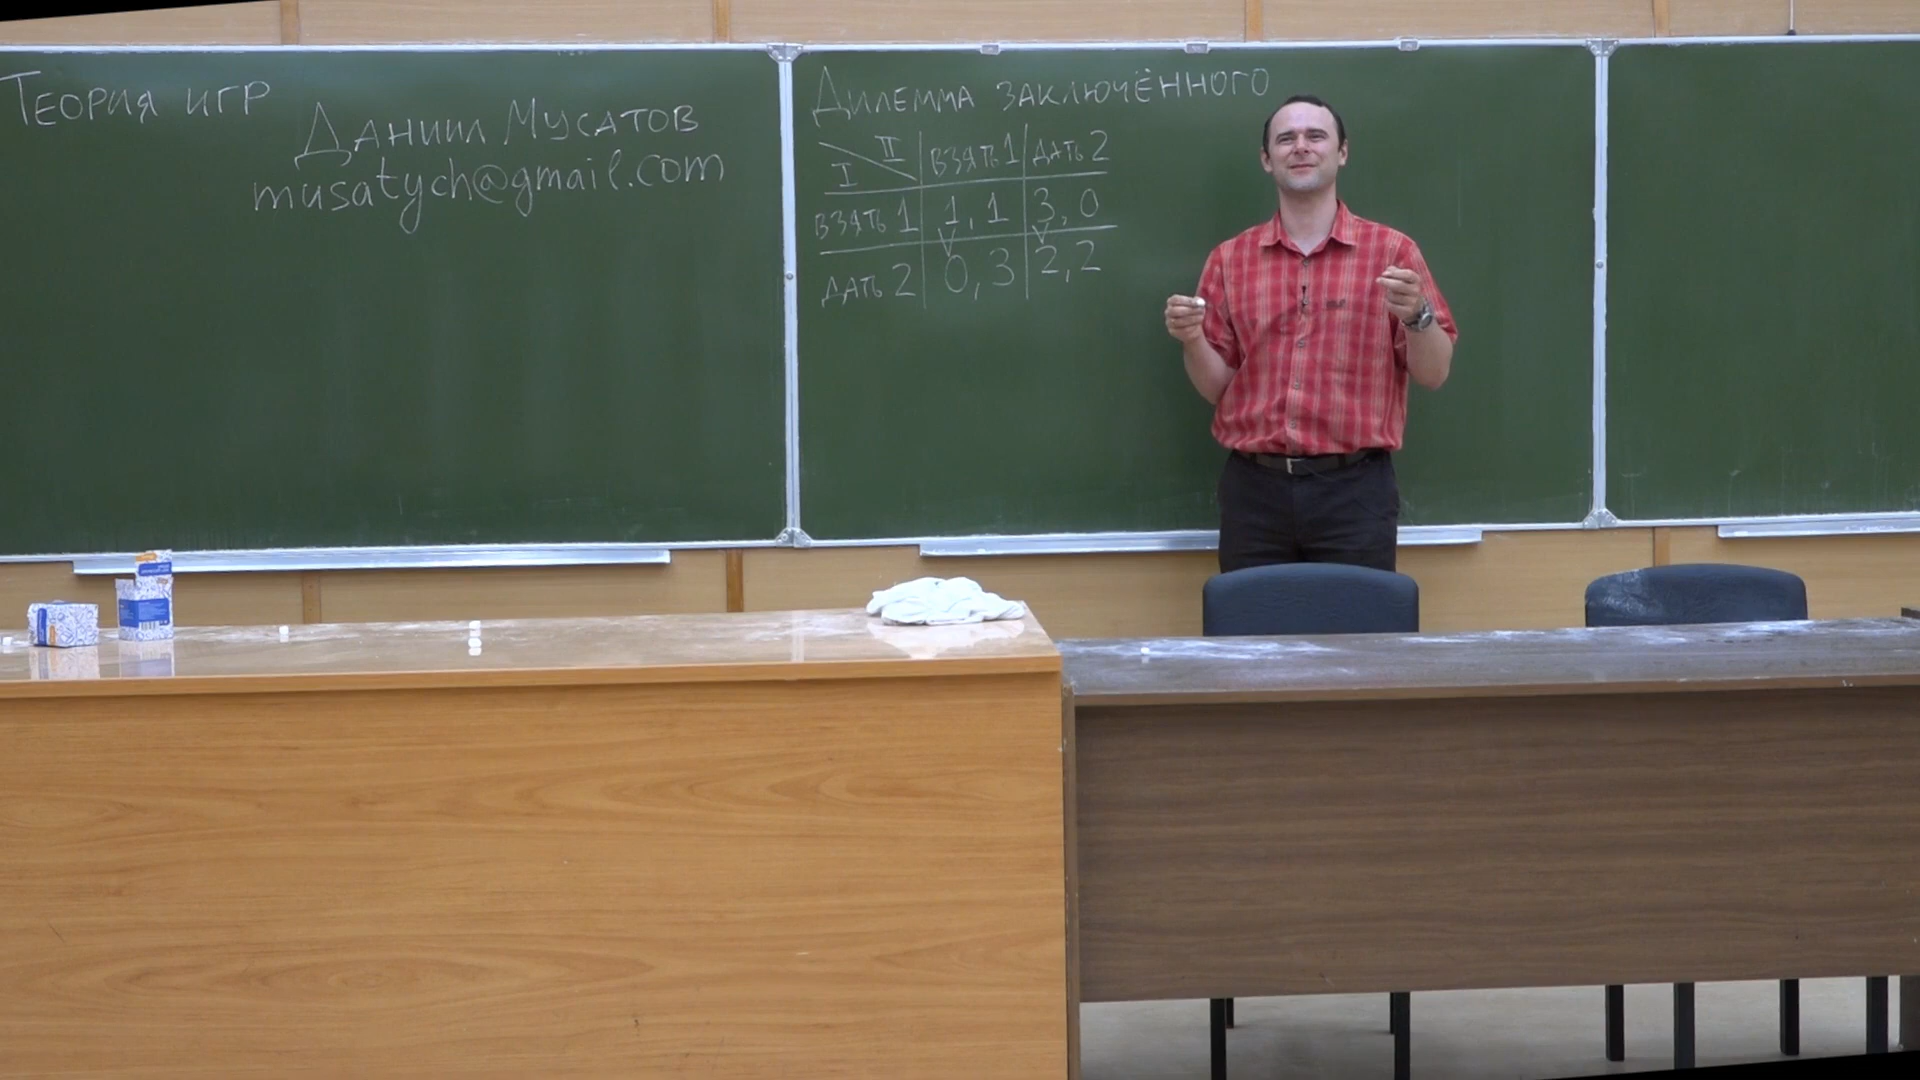 Теория игр
Даниил Мусатов
musatych@gmail.com
Дилемма заключённого
I \ II взять 1 дать 2
взять 1 1, 1 3, 0
V V
дать 2 0, 3 2, 2